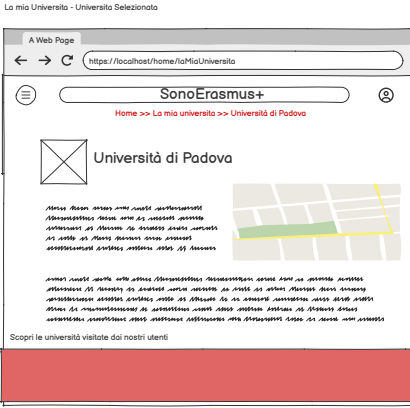 La mia Università - Università Selezionata
A Web Page
https://localhost/home/laMiaUniversita
SonoErasmus+
Home >> La mia università >> Università di Padova
Università di Padova
Scopri le università visitate dai nostri utenti